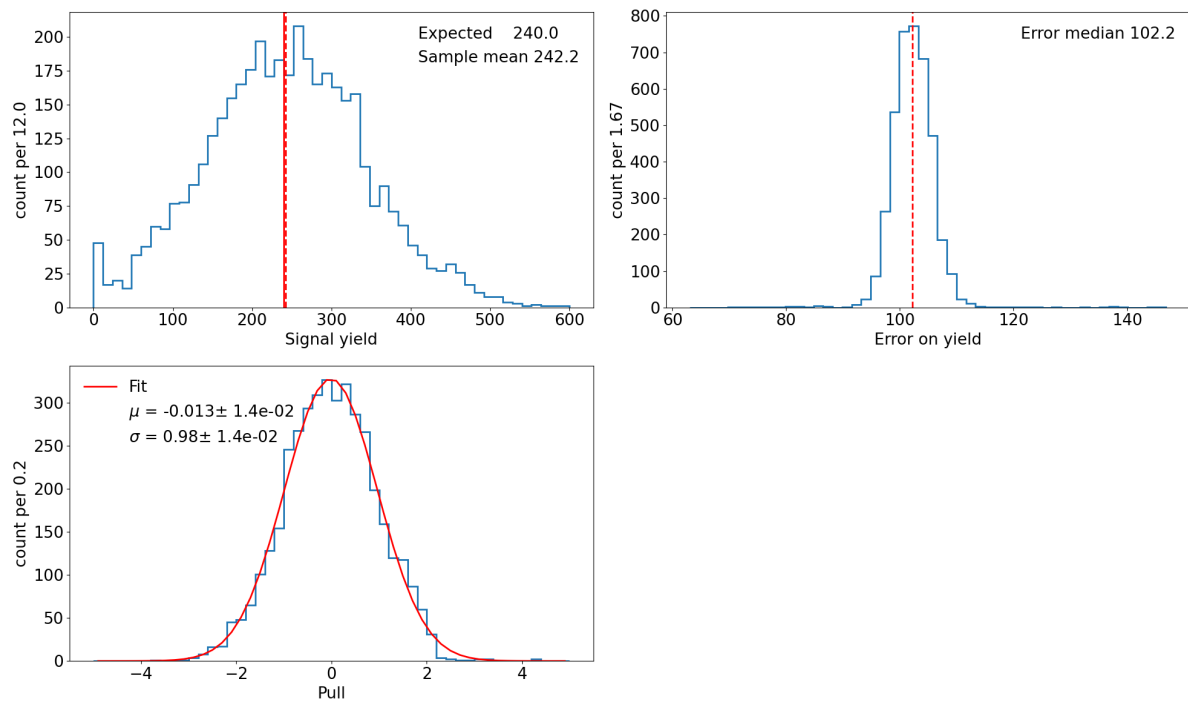 Expected 240.0
Sample mean 242.2
count per 12.0
200
175
150
125
100
75
50
25
0
0 100 200 300 400 500 600
Signal yield
Error median 102.2
count per 1.67
800
700
600
500
400
300
200
100
0
60 80 100 120 140
Error on yield
Fit
μ = -0.013± 1.4e-02
σ = 0.98± 1.4e-02
count per 0.2
300
250
200
150
100
50
0
−4 −2 0 2 4
Pull